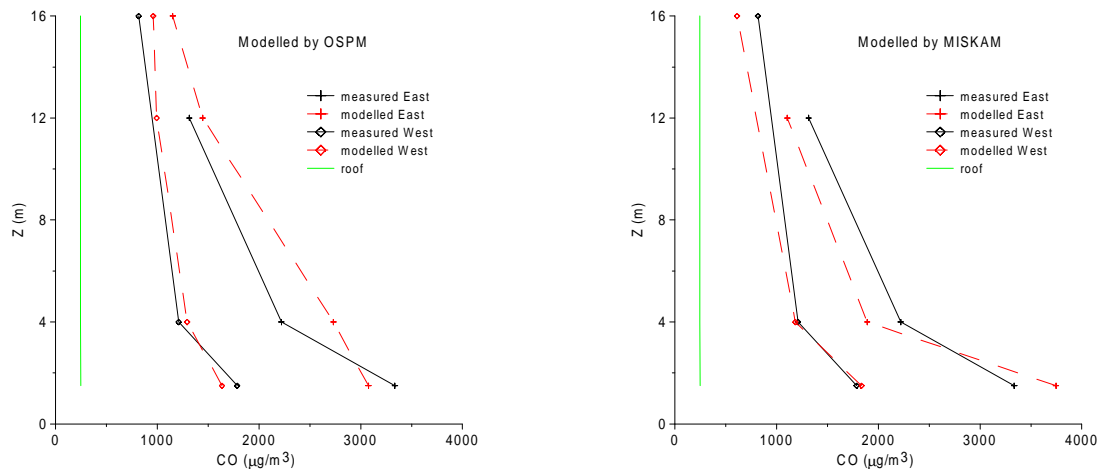 16
12
8
4
0
Z (m)
Modelled by OSPM
measured East
modelled East
measured West
modelled West
roof
0 1000 2000 3000 4000
CO (μg/m3)
16
12
8
4
0
Z (m)
Modelled by MISKAM
measured East
modelled East
measured West
modelled West
roof
0 1000 2000 3000 4000
CO (μg/m3)